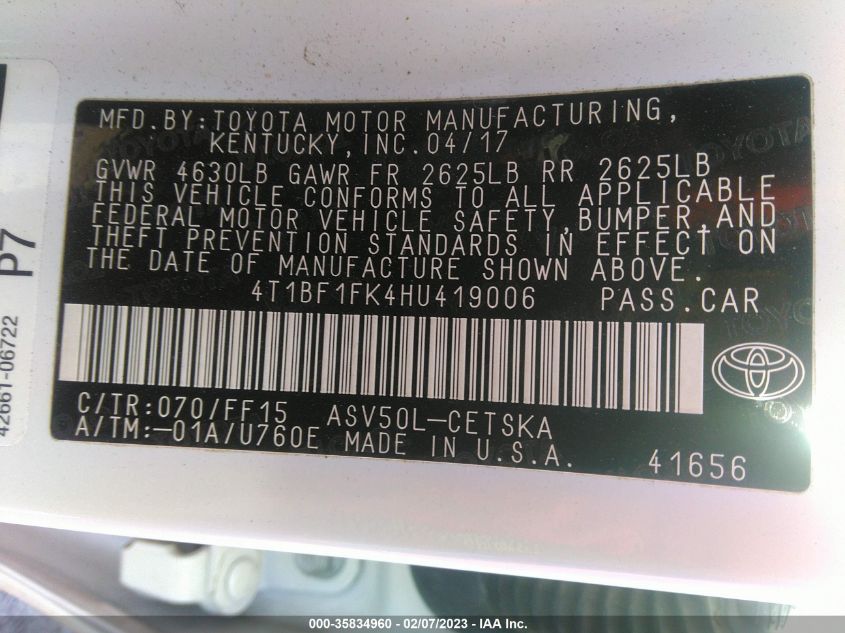 MFD.BY:TOYOTA MOTOR MANUFACTURING,
KENTUCKY, INC.04/17
GVWR 4630LB GAWR FR 2625LB RR 2625LB
THIS VEHICLE CONFORMS TO ALL APPLICABLE
FEDERAL MOTOR VEHICLE SAFETY,BUMPER,AND
THEFT PREVENTION STANDARDS IN EFFECT ON
THE DATE OF MANUFACTURE SHOWN ABOVE.
4T1BF1FK4HU419006 PASS.CAR
C/TR:070/FF15 ASV50L-CETSKA
A/TM:-01A/U760E MADE IN U.S.A. 41656
P7
42661-06722
TOYOTA
000-35834960 — 02/07/2023 — IAA Inc.